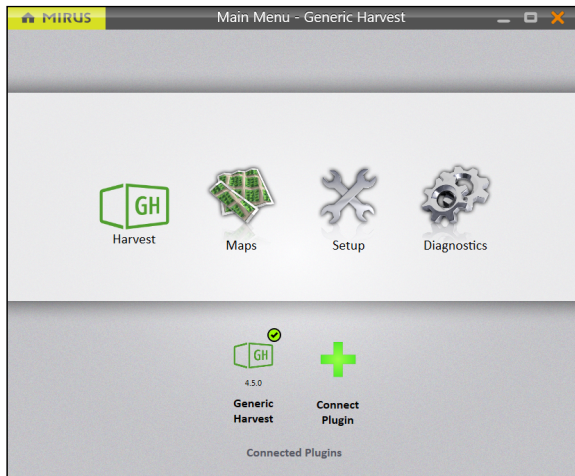 MIRUS
Main Menu - Generic Harvest
GH
Harvest
Maps
Setup
Diagnostics
GH
4.5.0
Generic
Harvest
Connect
Plugin
Connected Plugins